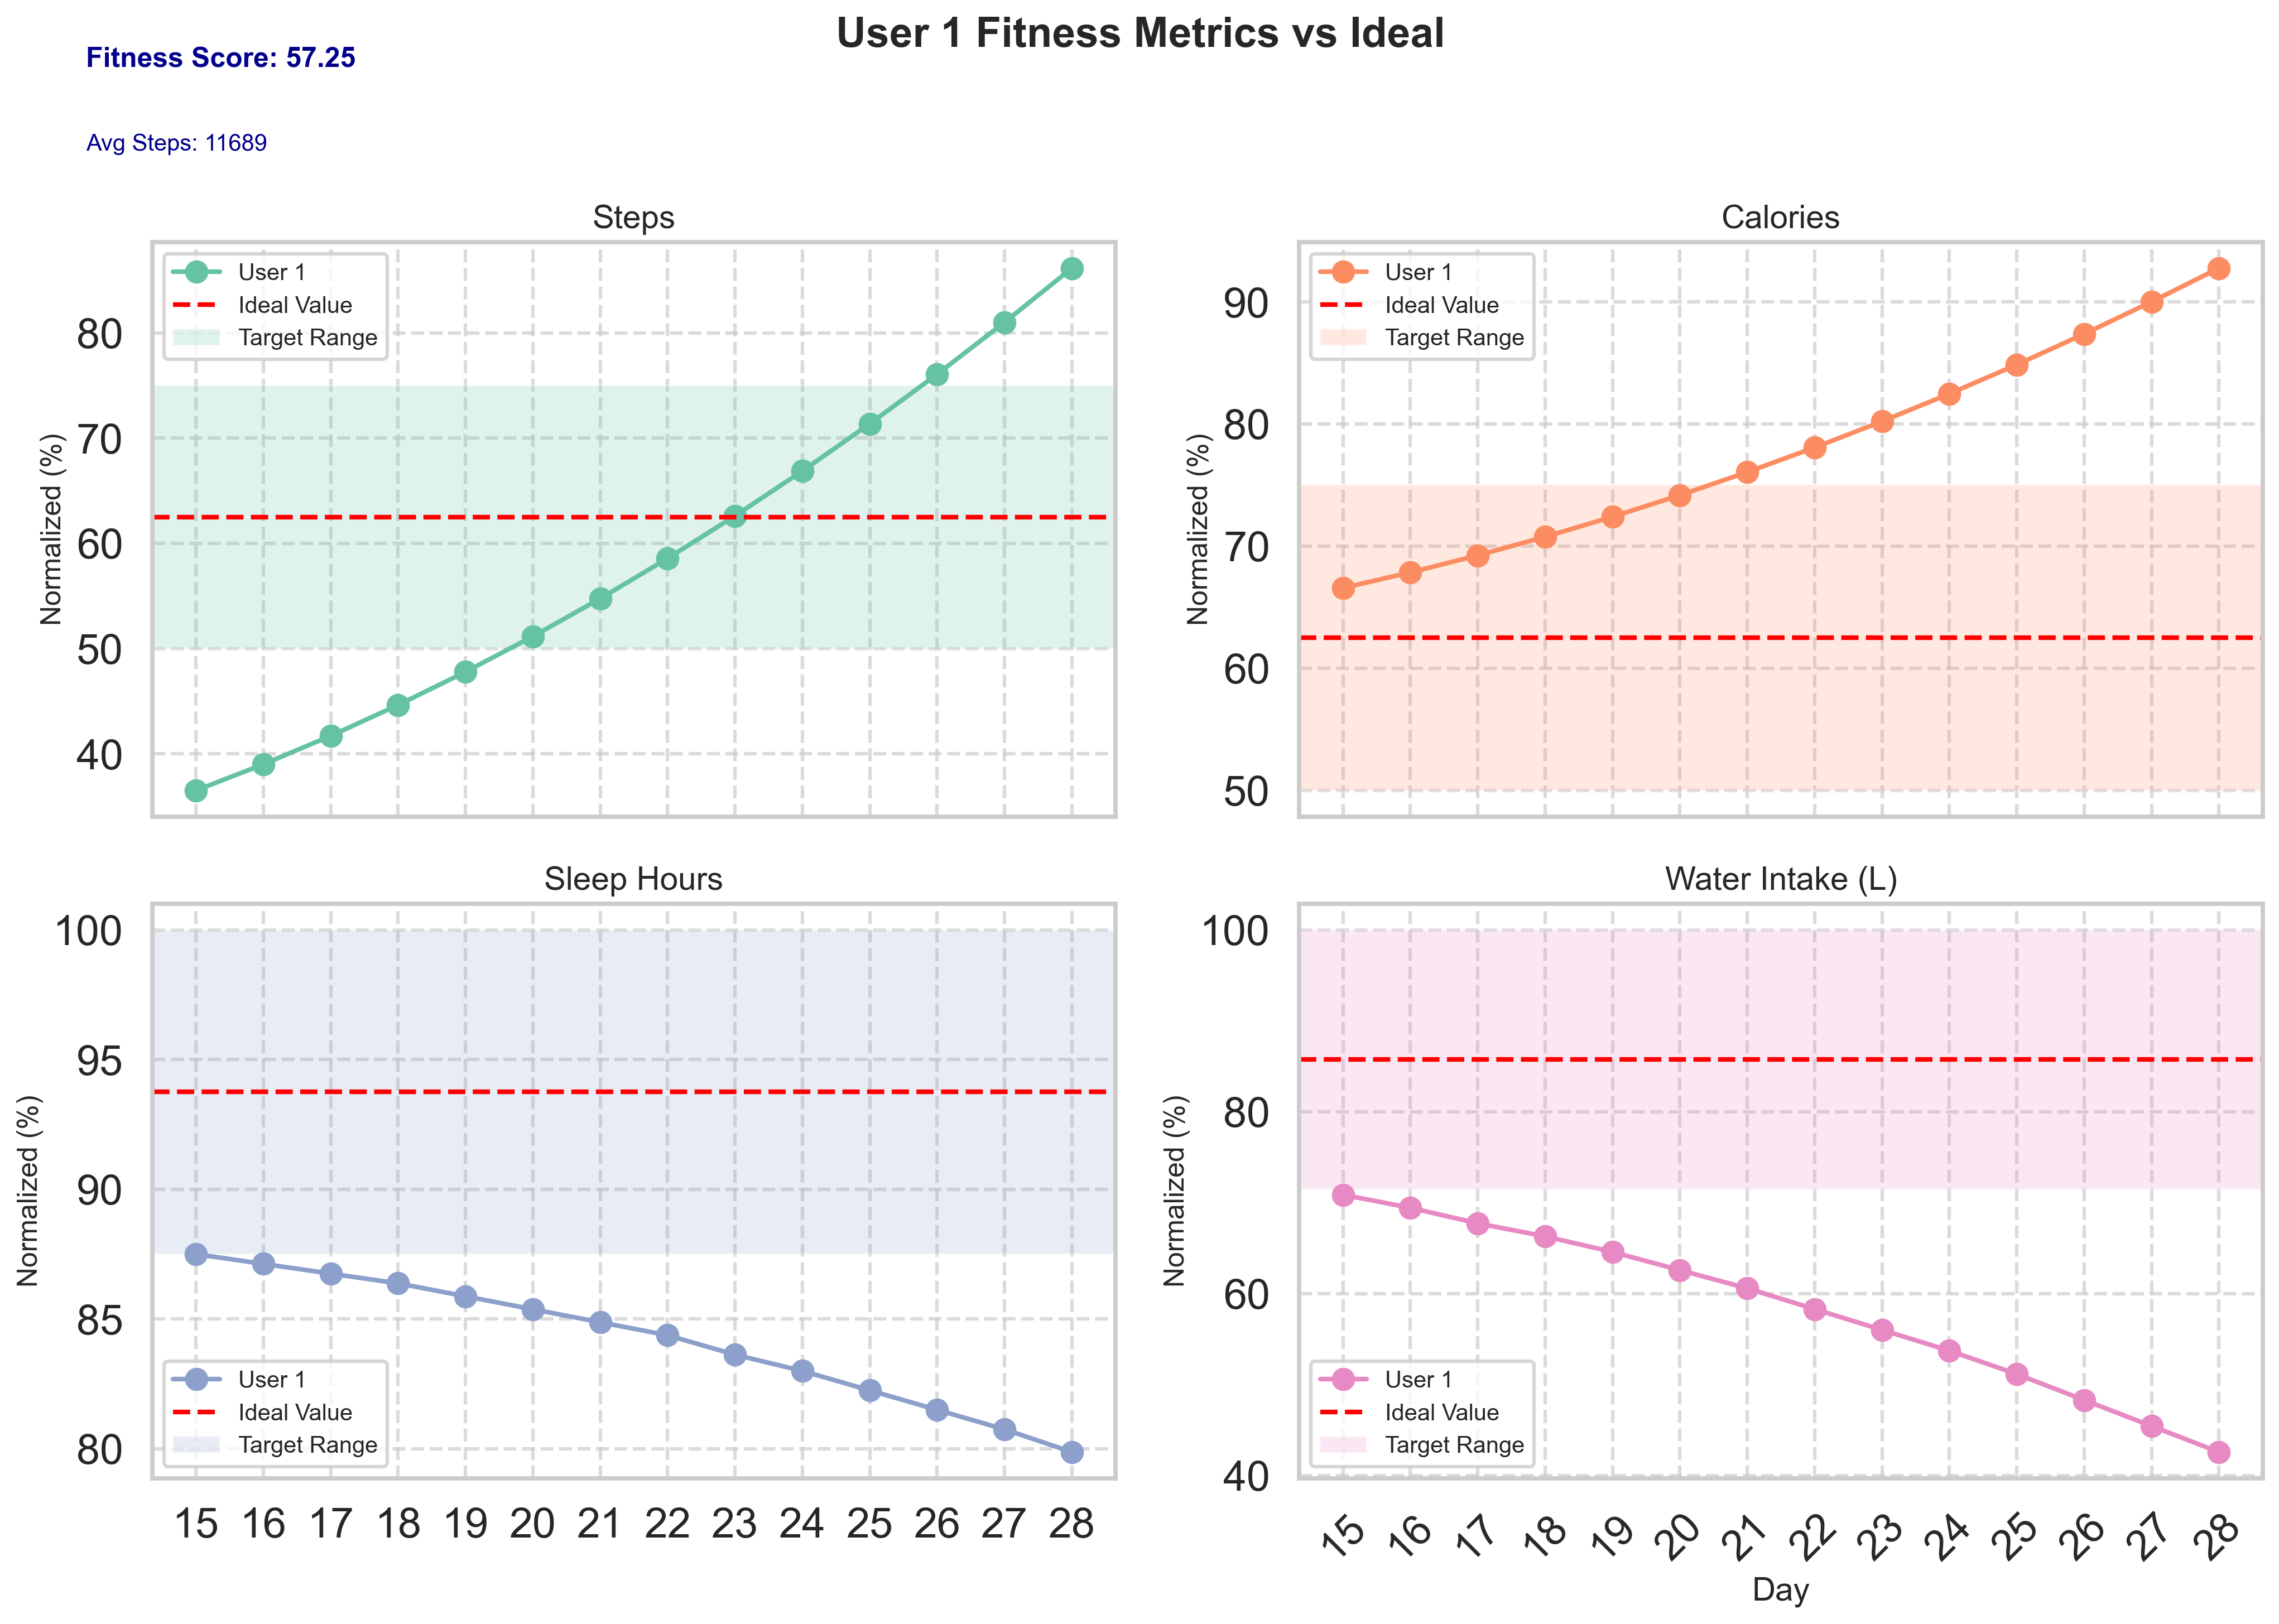 User 1 Fitness Metrics vs Ideal
Fitness Score: 57.25
Avg Steps: 11689
Steps
Normalized (%)
80
70
60
50
40
User 1
Ideal Value
Target Range
Calories
Normalized (%)
90
80
70
60
50
User 1
Ideal Value
Target Range
Sleep Hours
Normalized (%)
100
95
90
85
80
User 1
Ideal Value
Target Range
15 16 17 18 19 20 21 22 23 24 25 26 27 28
Water Intake (L)
Normalized (%)
100
80
60
40
User 1
Ideal Value
Target Range
15 16 17 18 19 20 21 22 23 24 25 26 27 28
Day